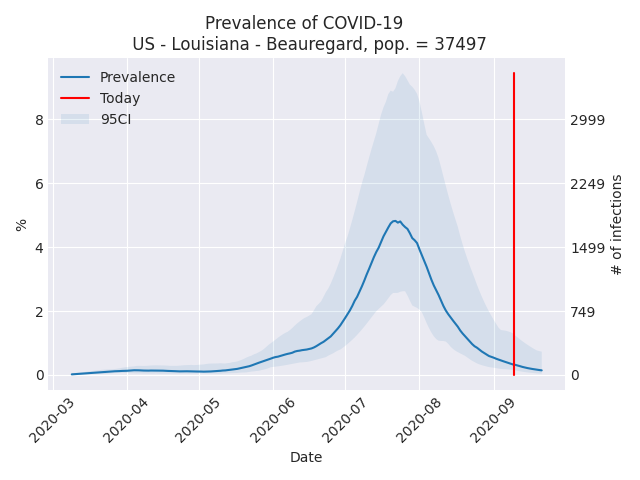 Prevalence of COVID-19
US - Louisiana - Beauregard, pop. = 37497
Prevalence
Today
95CI
8
6
4
2
0
%
2999
2249
1499
749
0
# of infections
2020-03
2020-04
2020-05
2020-06
2020-07
2020-08
2020-09
Date